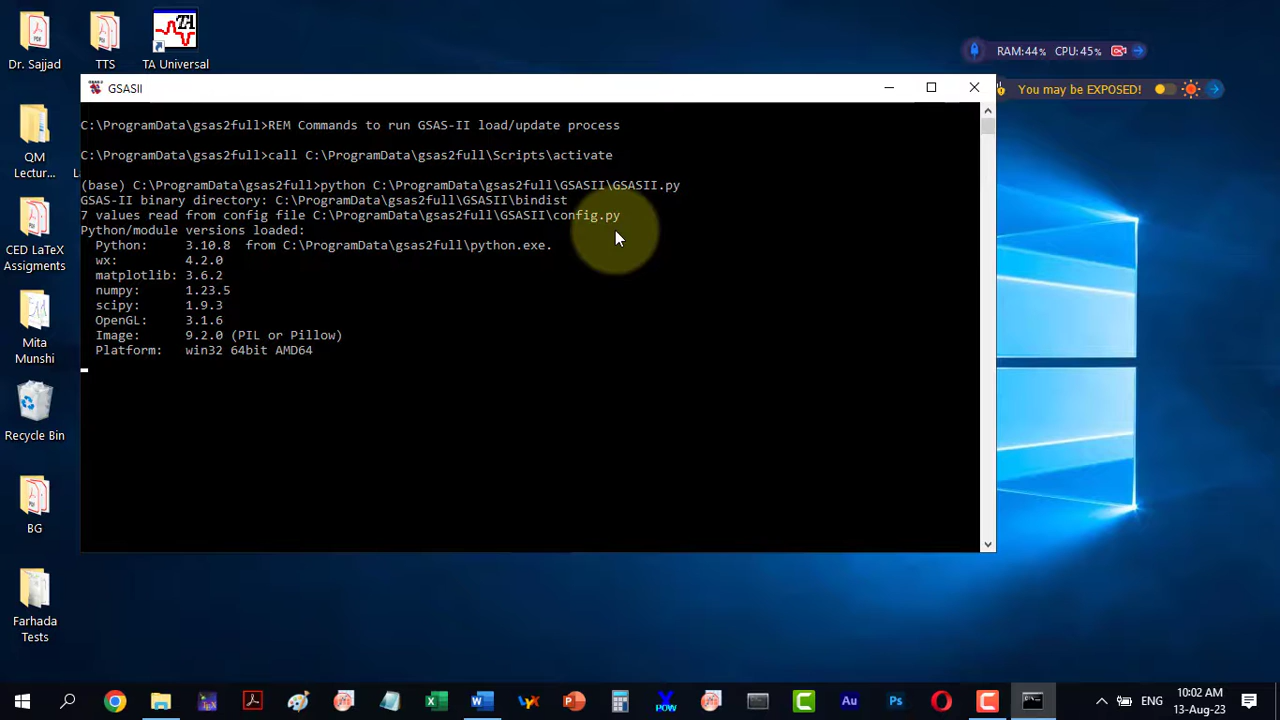 Dr. Sajjad
TTS
TA Universal
QM
Lectur...
CED LaTeX
Assigments
Mita
Munshi
Recycle Bin
BG
Farhada
Tests
RAM:44% CPU:45%
You may be EXPOSED!
GSASII
C:\ProgramData\gsas2full>REM Commands to run GSAS-II load/update process
C:\ProgramData\gsas2full>call C:\ProgramData\gsas2full\Scripts\activate
(base) C:\ProgramData\gsas2full>python C:\ProgramData\gsas2full\GSASII\GSASII.py
GSAS-II binary directory: C:\ProgramData\gsas2full\GSASII\bindist
7 values read from config file C:\ProgramData\gsas2full\GSASII\config.py
Python/module versions loaded:
Python: 3.10.8 from C:\ProgramData\gsas2full\python.exe.
wx: 4.2.0
matplotlib: 3.6.2
numpy: 1.23.5
scipy: 1.9.3
OpenGL: 3.1.6
Image: 9.2.0 (PIL or Pillow)
Platform: win32 64bit AMD64
POW
Au
Ps
ENG
10:02 AM
13-Aug-23